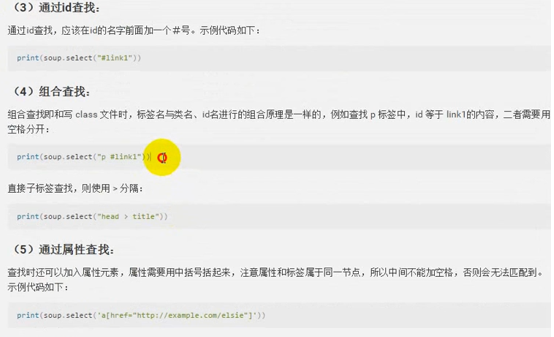 （3）通过id查找：
通过id查找，应该在id的名字前面加一个＃号。示例代码如下：
print(soup.select("#link1"))
（4）组合查找：
组合查找即和写 class 文件时，标签名与类名、id名进行的组合原理是一样的，例如查找 p 标签中，id 等于 link1的内容，二者需要用
空格分开：
print(soup.select("p #link1"))
直接子标签查找，则使用 > 分隔：
print(soup.select("head > title"))
（5）通过属性查找：
查找时还可以加入属性元素，属性需要用中括号括起来，注意属性和标签属于同一节点，所以中间不能加空格，否则会无法匹配到。
示例代码如下：
print(soup.select('a[href="http://example.com/elsie"]'))